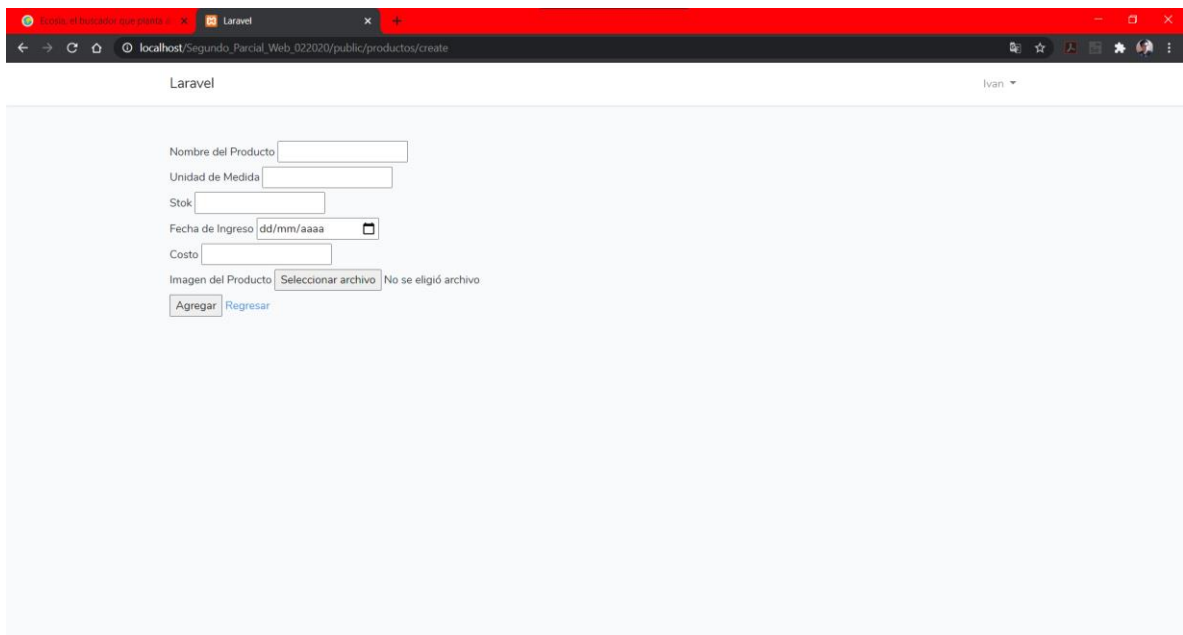 Ecosia, el buscador que planta á
Laravel
localhost/Segundo_Parcial_Web_022020/public/productos/create
Laravel
Ivan
Nombre del Producto
Unidad de Medida
Stok
Fecha de Ingreso dd/mm/aaaa
Costo
Imagen del Producto Seleccionar archivo No se eligió archivo
Agregar Regresar